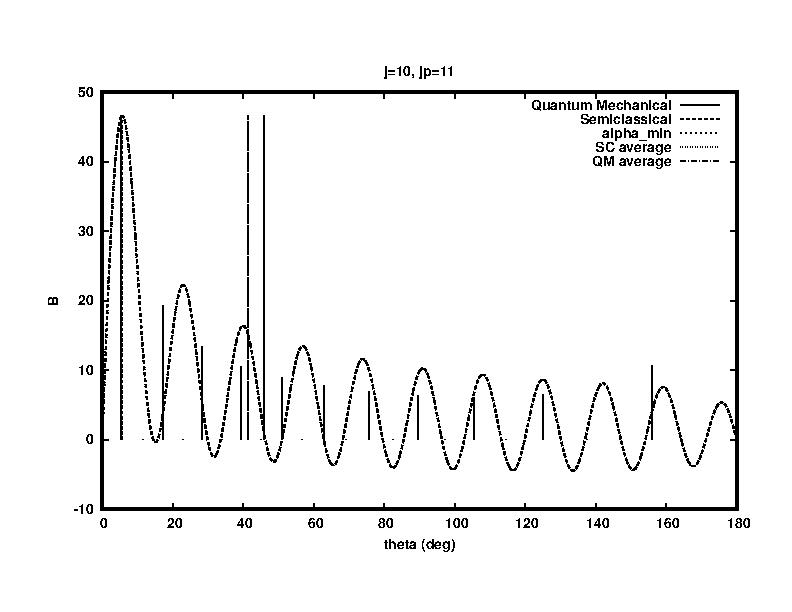 j=10, jp=11
50
40
30
20
10
0
-10
B
Quantum Mechanical
Semiclassical
alpha_min
SC average
QM average
0 20 40 60 80 100 120 140 160 180
theta (deg)